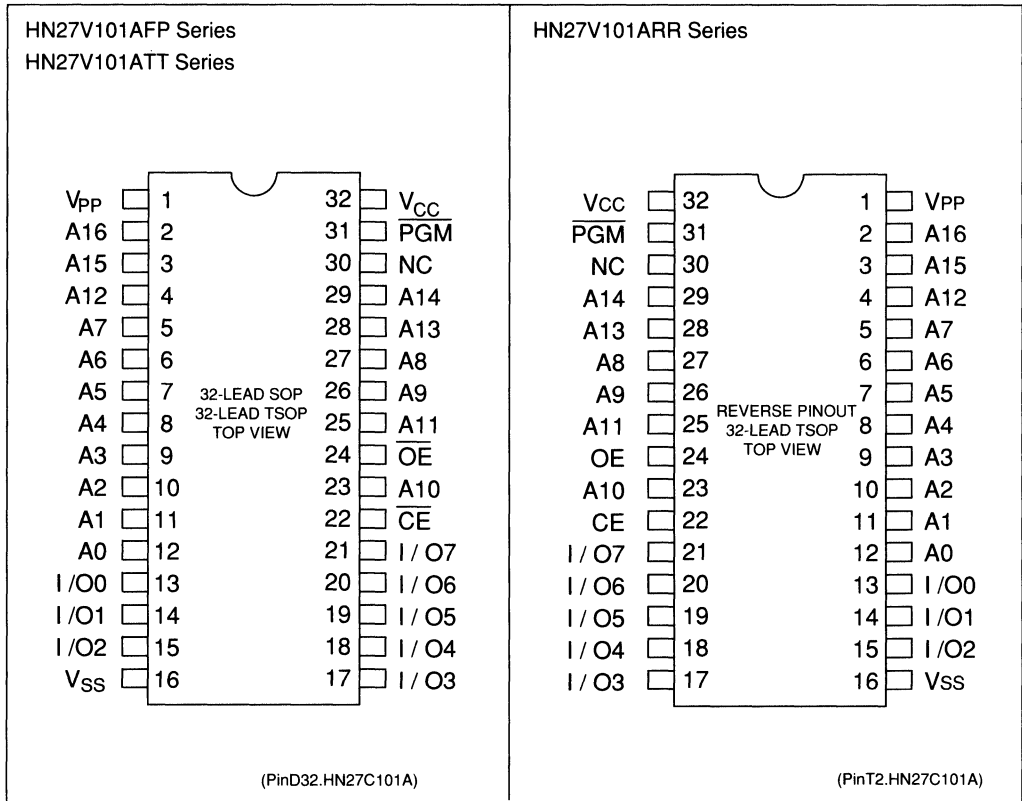 HN27V101AFP Series
HN27V101ATT Series
VPP 1 32 VCC
A16 2 31 PGM
A15 3 30 NC
A12 4 29 A14
A7 5 28 A13
A6 6 27 A8
A5 7 26 A9
A4 8 25 A11
A3 9 24 OE
A2 10 23 A10
A1 11 22 CE
A0 12 21 I/O7
I/O0 13 20 I/O6
I/O1 14 19 I/O5
I/O2 15 18 I/O4
VSS 16 17 I/O3
32-LEAD SOP
32-LEAD TSOP
TOP VIEW
(PinD32.HN27C101A)
HN27V101ARR Series
VCC 32 1 VPP
PGM 31 2 A16
NC 30 3 A15
A14 29 4 A12
A13 28 5 A7
A8 27 6 A6
A9 26 7 A5
A11 25 8 A4
OE 24 9 A3
A10 23 10 A2
CE 22 11 A1
I/O7 21 12 A0
I/O6 20 13 I/O0
I/O5 19 14 I/O1
I/O4 18 15 I/O2
I/O3 17 16 VSS
REVERSE PINOUT
32-LEAD TSOP
TOP VIEW
(PinT2.HN27C101A)